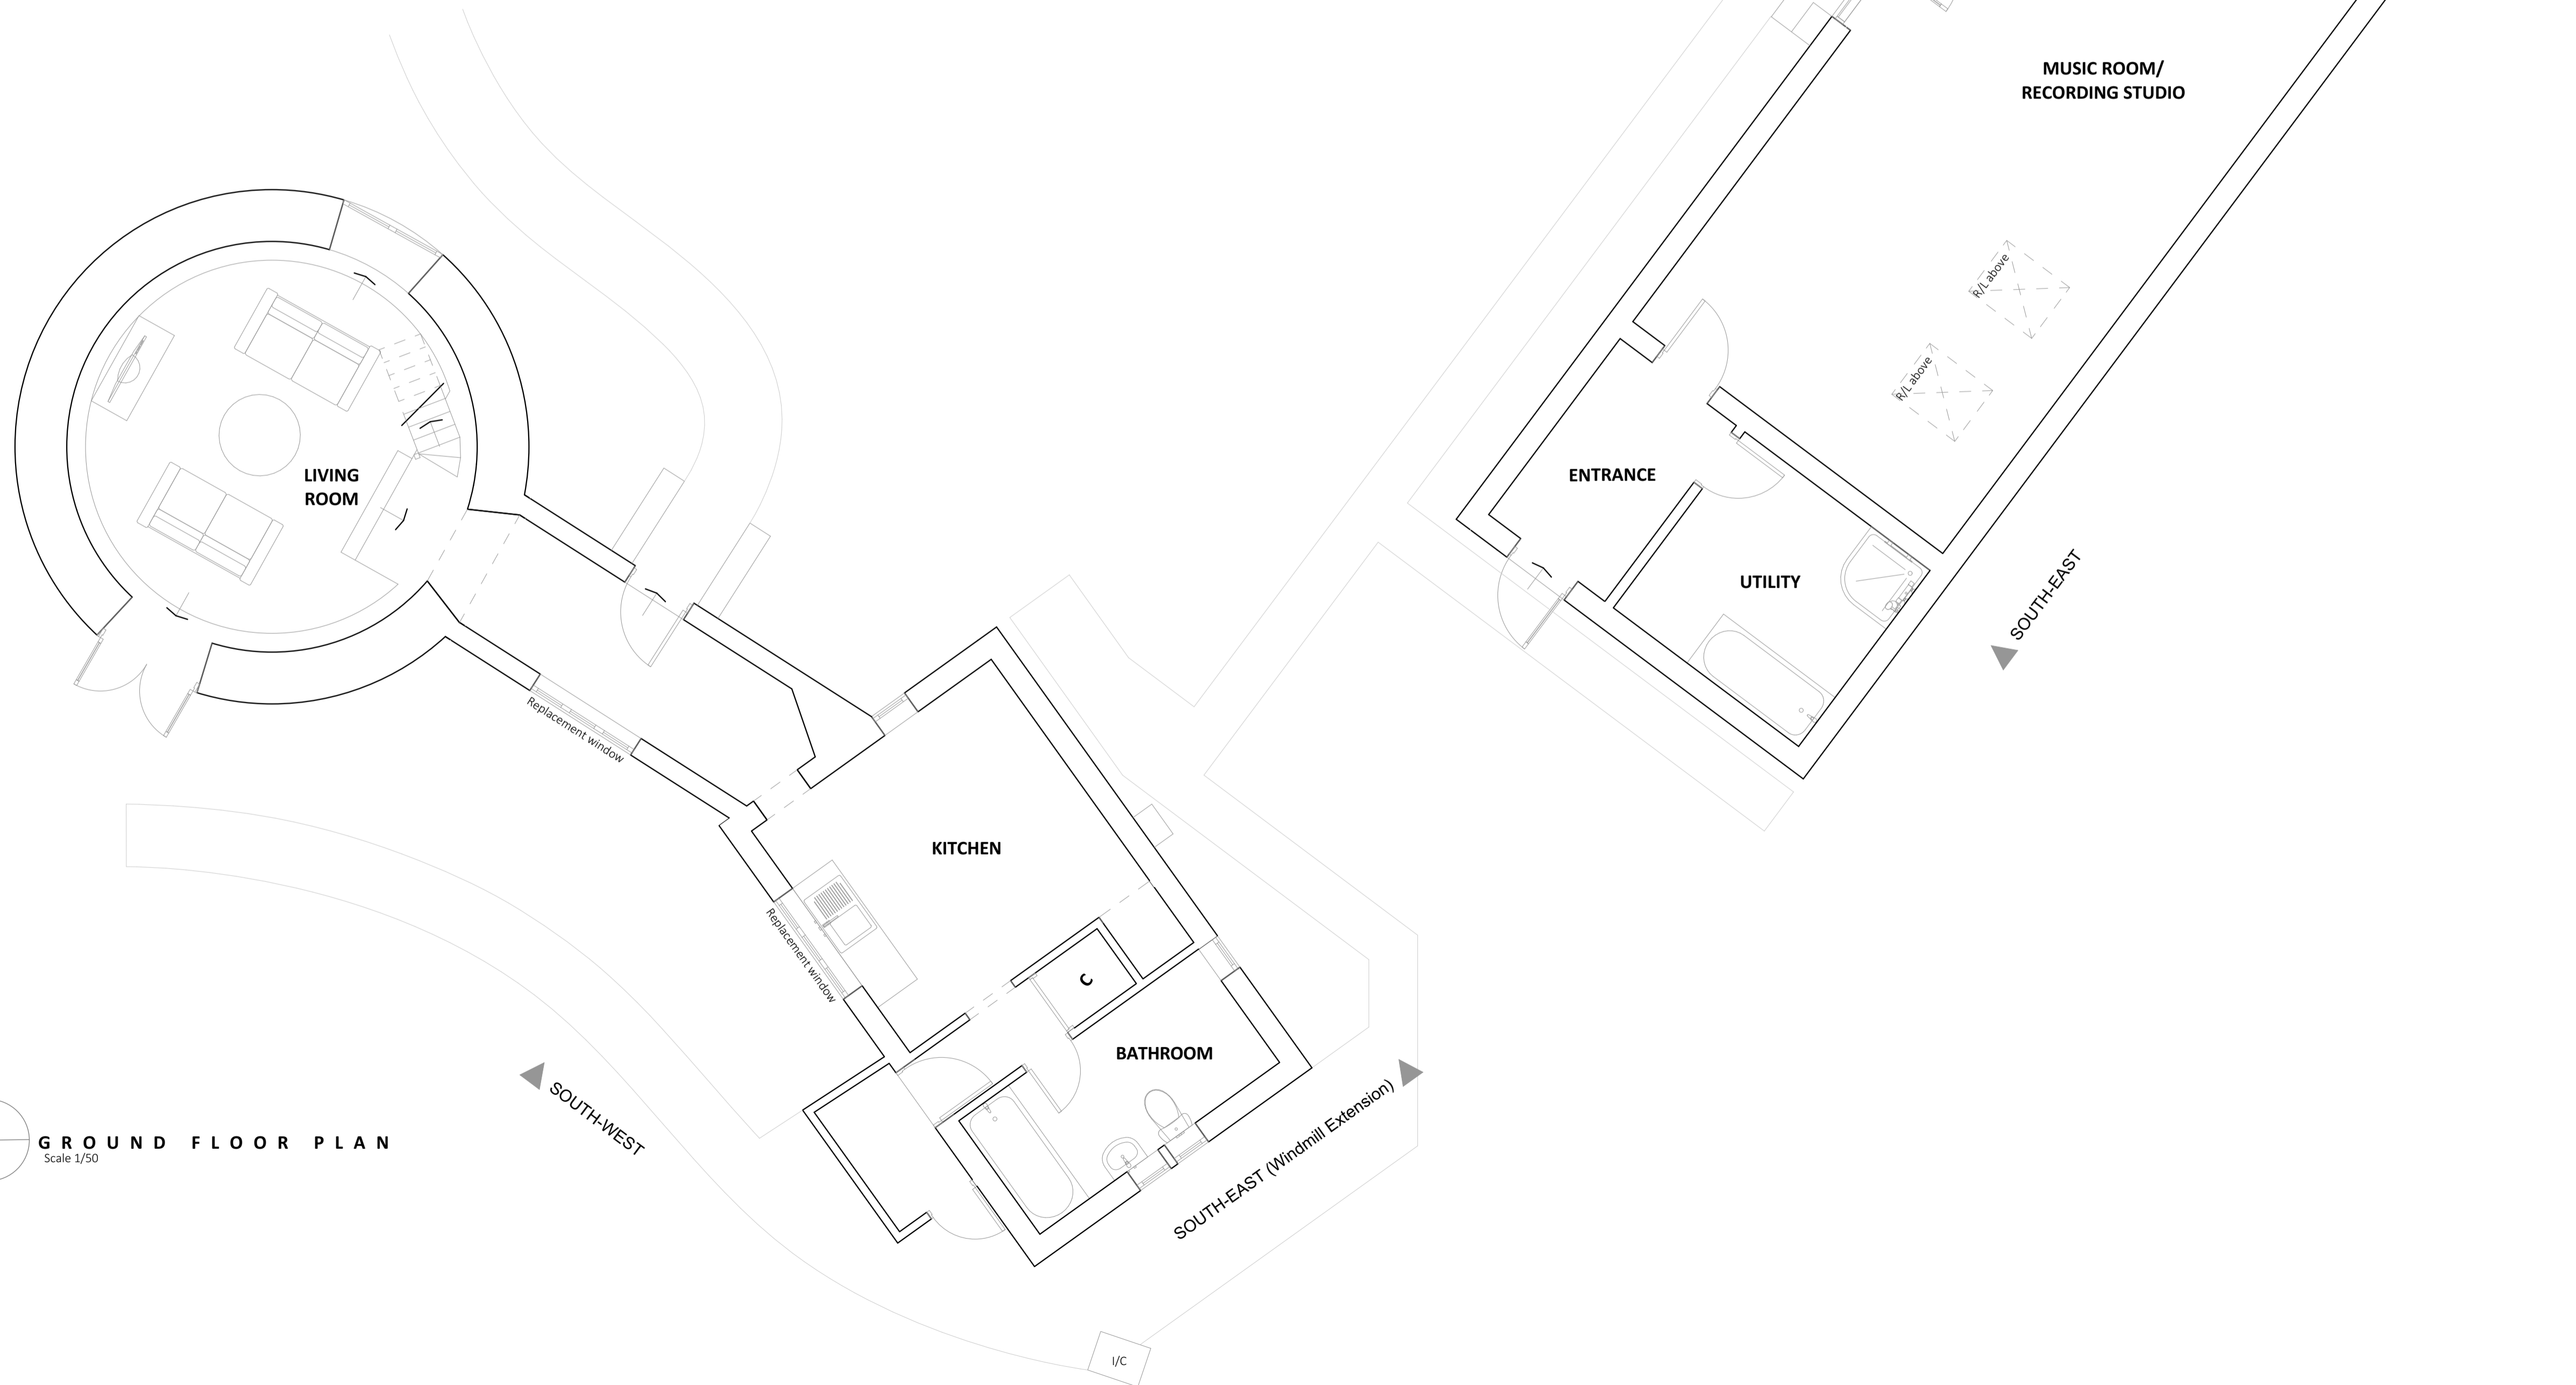 MUSIC ROOM/
RECORDING STUDIO
R/L above
R/L above
LIVING
ROOM
ENTRANCE
UTILITY
SOUTH-EAST
Replacement window
KITCHEN
Replacement window
C
BATHROOM
SOUTH-WEST
SOUTH-EAST (Windmill Extension)
GROUND FLOOR PLAN
Scale 1/50
I/C